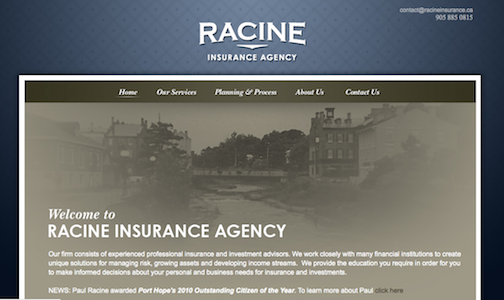 contact@racineinsurance.ca
905 885 0815
RACINE
INSURANCE AGENCY
Home Our Services Planning & Process About Us Contact Us
Welcome to
RACINE INSURANCE AGENCY
Our firm consists of experienced professional insurance and investment advisors. We work closely with many financial institutions to create
unique solutions for managing risk, growing assets and developing income streams. We provide the education you require in order for you
to make informed decisions about your personal and business needs for insurance and investments.
NEWS: Paul Racine awarded Port Hope's 2010 Outstanding Citizen of the Year. To learn more about Paul click here